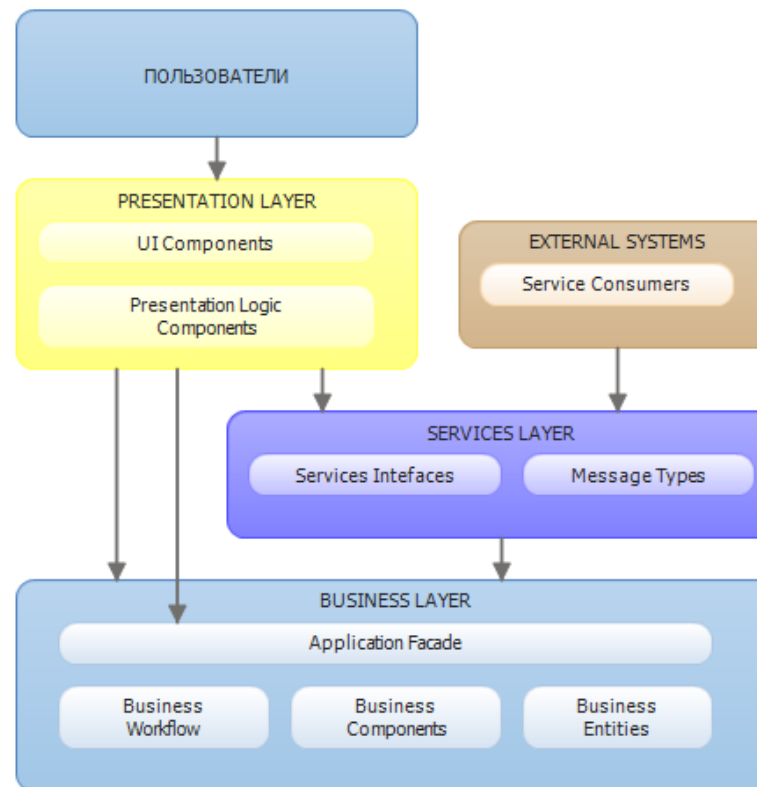 ПОЛЬЗОВАТЕЛИ
PRESENTATION LAYER
UI Components
Presentation Logic
Components
EXTERNAL SYSTEMS
Service Consumers
SERVICES LAYER
Services Intefaces
Message Types
BUSINESS LAYER
Application Facade
Business
Workflow
Business
Components
Business
Entities